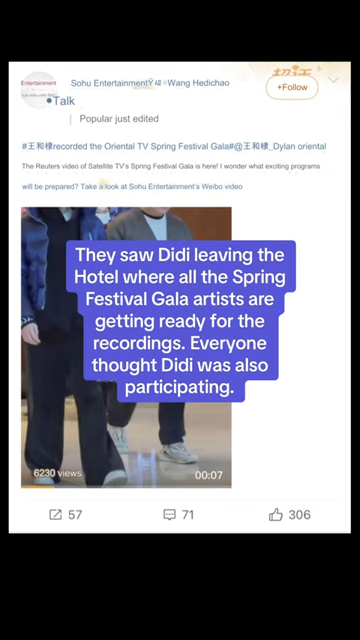 Entertainment
Sohu Entertainment
Wang Hedichao
Talk
+Follow
Popular just edited
#王和棣recorded the Oriental TV Spring Festival Gala#@王和棣_Dylan oriental
The Reuters video of Satellite TV's Spring Festival Gala is here! I wonder what exciting programs
will be prepared? Take a look at Sohu Entertainment's Weibo video
They saw Didi leaving the
Hotel where all the Spring
Festival Gala artists are
getting ready for the
recordings. Everyone
thought Didi was also
participating.
6230 views
00:07
57
71
306